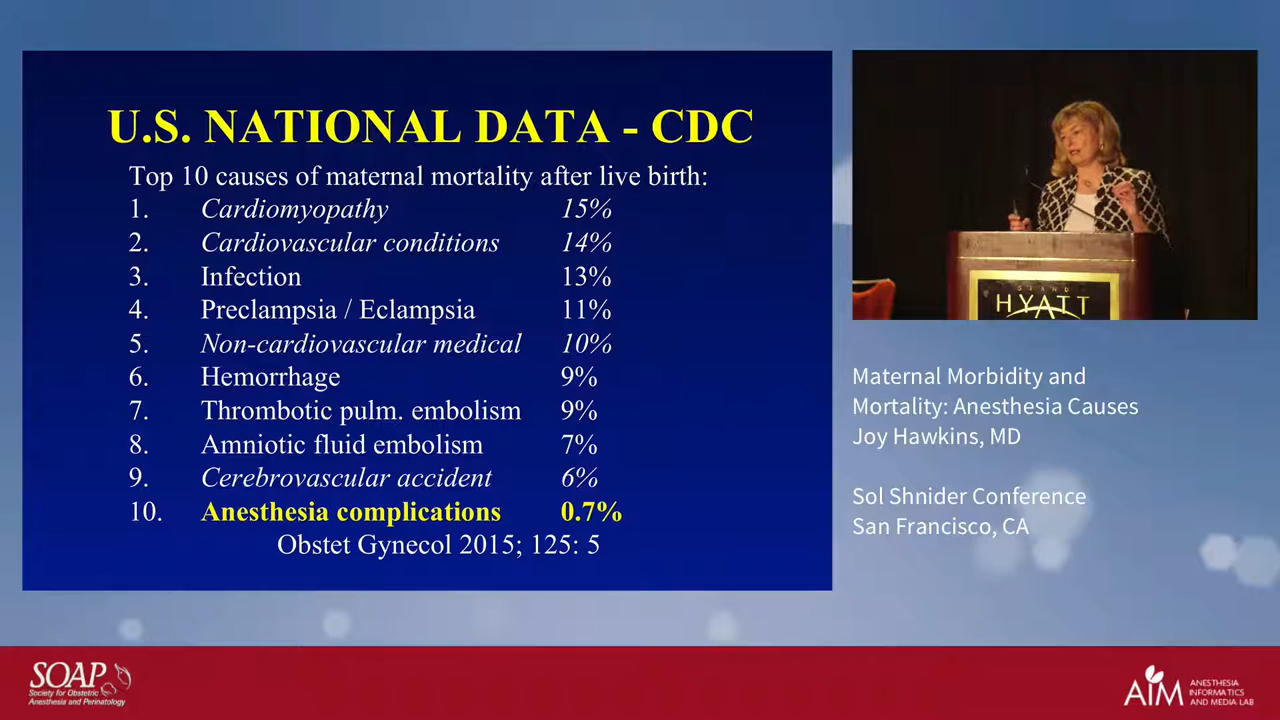 U.S. NATIONAL DATA - CDC
Top 10 causes of maternal mortality after live birth:
1. Cardiomyopathy 15%
2. Cardiovascular conditions 14%
3. Infection 13%
4. Preclampsia / Eclampsia 11%
5. Non-cardiovascular medical 10%
6. Hemorrhage 9%
7. Thrombotic pulm. embolism 9%
8. Amniotic fluid embolism 7%
9. Cerebrovascular accident 6%
10. Anesthesia complications 0.7%
Obstet Gynecol 2015; 125: 5
GRAND
HYATT
Maternal Morbidity and
Mortality: Anesthesia Causes
Joy Hawkins, MD
Sol Shnider Conference
San Francisco, CA
SOAP
Society for Obstetric
Anesthesia and Perinatology
AIM
ANESTHESIA
INFORMATICS
AND MEDIA LAB